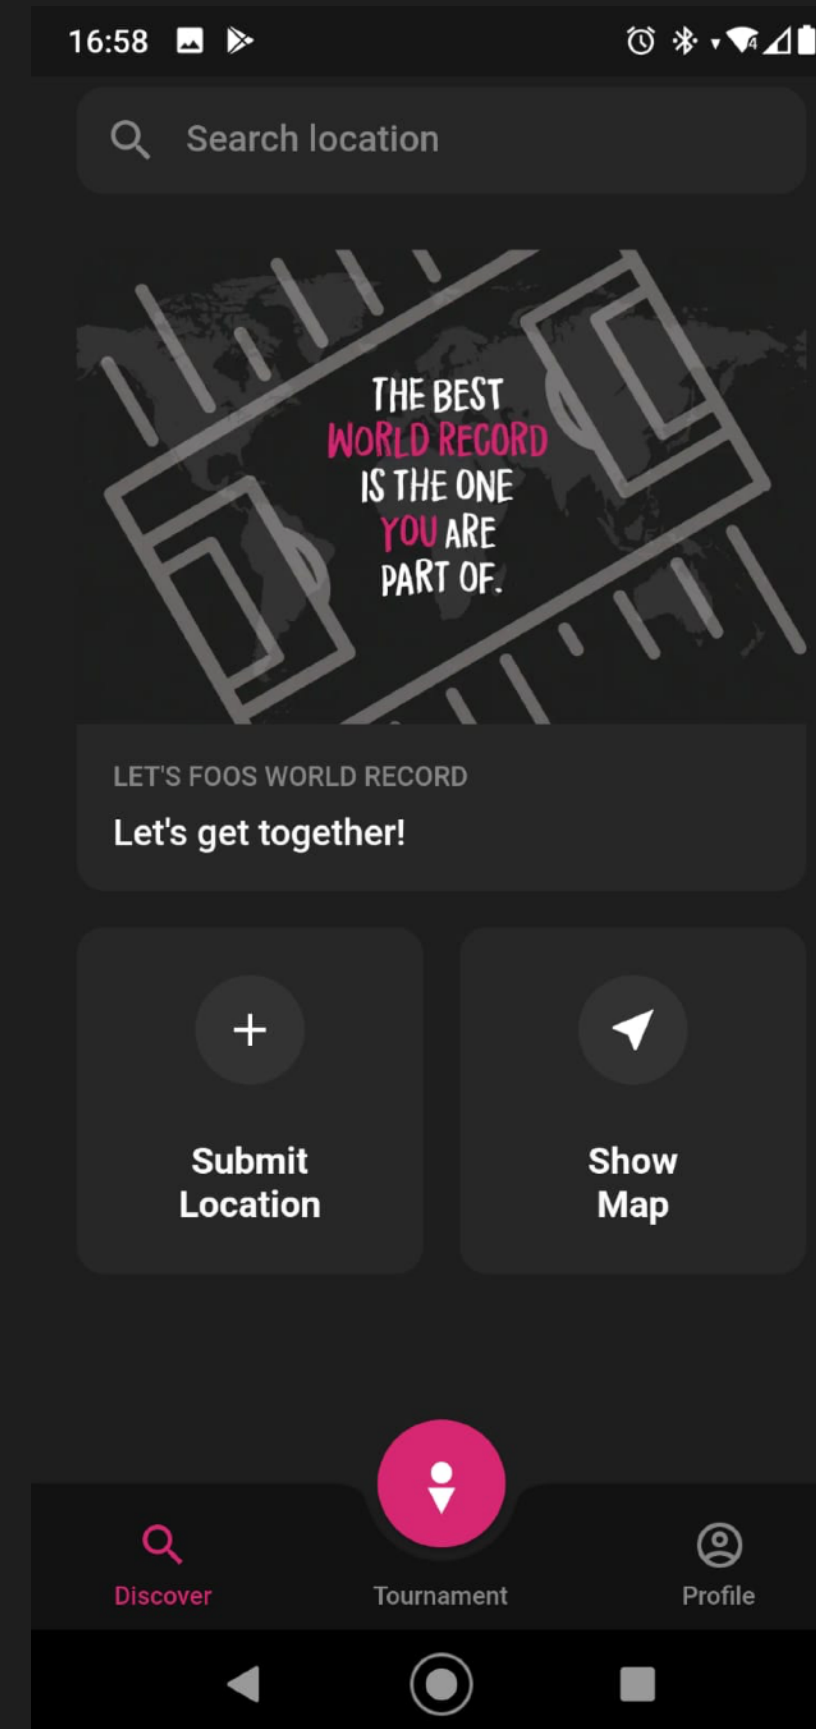 16:58
Search location
THE BEST
WORLD RECORD
IS THE ONE
YOU ARE
PART OF.
LET'S FOOS WORLD RECORD
Let's get together!
Submit
Location
Show
Map
Discover
Tournament
Profile